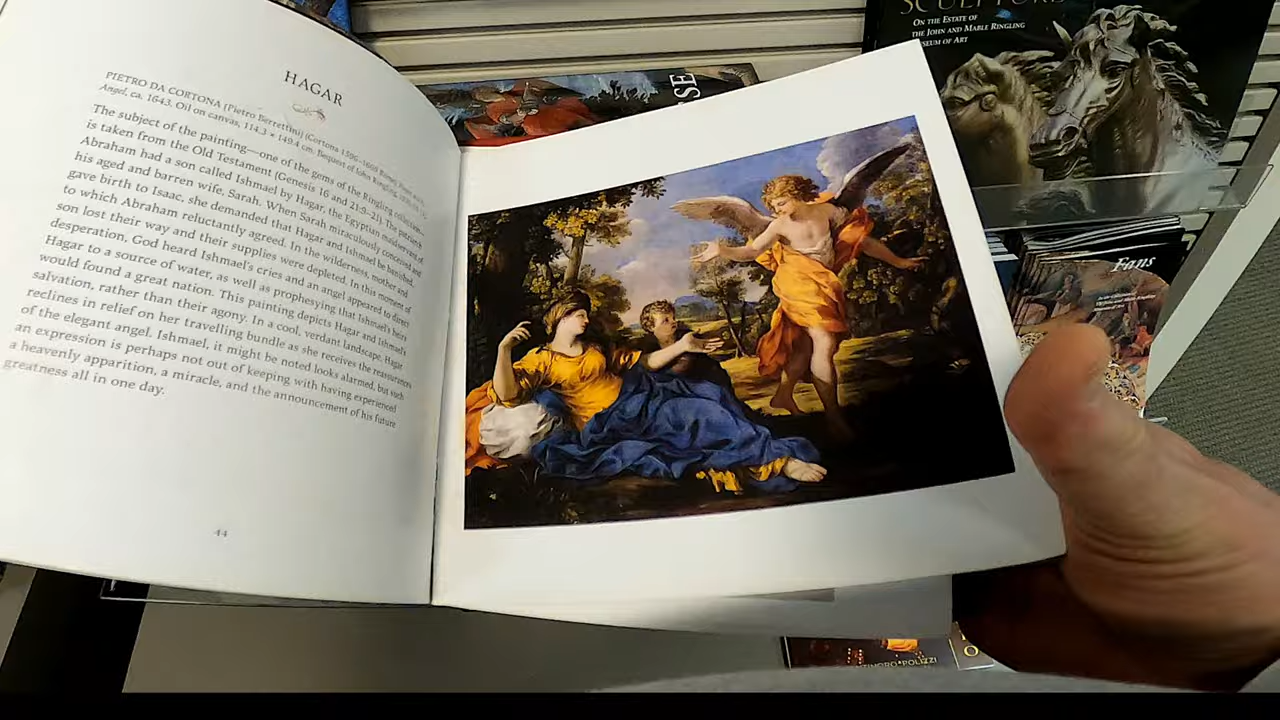 HAGAR
PIETRO DA CORTONA (Pietro Berrettini) (Cortona 1596–1669 Rome),
Angel, ca. 1643. Oil on canvas, 114.3 × 149.4 cm. Bequest of John Ringling,
The subject of the painting—one of the gems of the Ringling collection—
is taken from the Old Testament (Genesis 16 and 21:9–21). The patriarch
Abraham had a son called Ishmael by Hagar, the Egyptian maidservant of
his aged and barren wife, Sarah. When Sarah miraculously conceived and
gave birth to Isaac, she demanded that Hagar and Ishmael be banished,
to which Abraham reluctantly agreed. In the wilderness, mother and
son lost their way and their supplies were depleted. In this moment of
desperation, God heard Ishmael's cries and an angel appeared to direct
Hagar to a source of water, as well as prophesying that Ishmael's heirs
would found a great nation. This painting depicts Hagar and Ishmael's
salvation, rather than their agony. In a cool, verdant landscape, Hagar
reclines in relief on her travelling bundle as she receives the reassurances
of the elegant angel. Ishmael, it might be noted looks alarmed, but such
an expression is perhaps not out of keeping with having experienced
a heavenly apparition, a miracle, and the announcement of his future
greatness all in one day.
44
SCULPTURE
ON THE ESTATE OF
THE JOHN AND MABLE RINGLING
MUSEUM OF ART
Fans